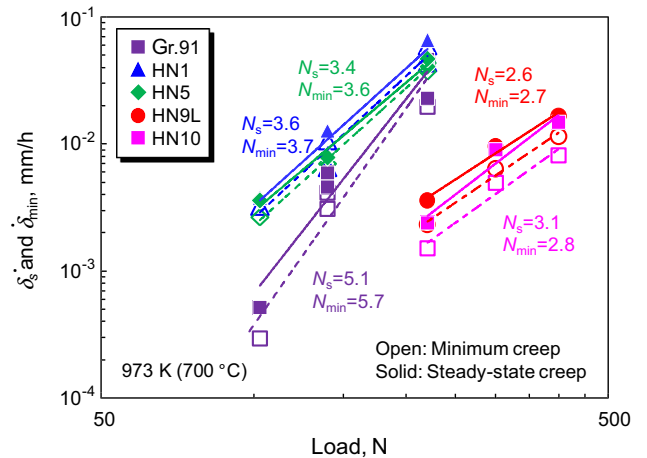 10⁻¹
10⁻²
10⁻³
10⁻⁴
δ̇s and δ̇min, mm/h
Gr.91
HN1
HN5
HN9L
HN10
Ns=3.4
Nmin=3.6
Ns=3.6
Nmin=3.7
Ns=2.6
Nmin=2.7
Ns=3.1
Nmin=2.8
Ns=5.1
Nmin=5.7
973 K (700 °C)
Open: Minimum creep
Solid: Steady-state creep
50
500
Load, N